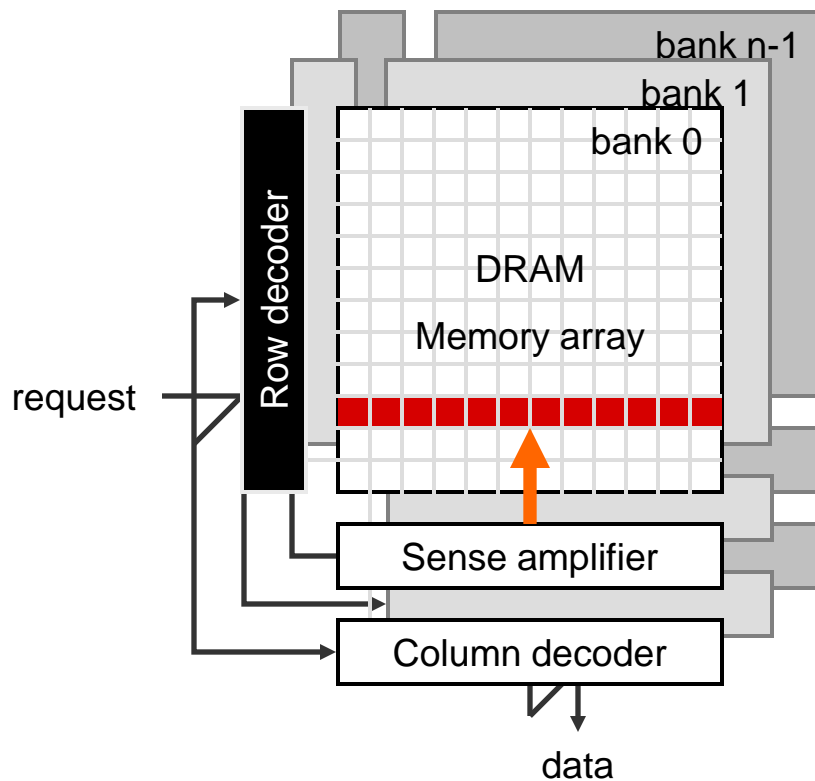 bank n-1
bank 1
bank 0
Row decoder
DRAM
Memory array
request
Sense amplifier
Column decoder
data